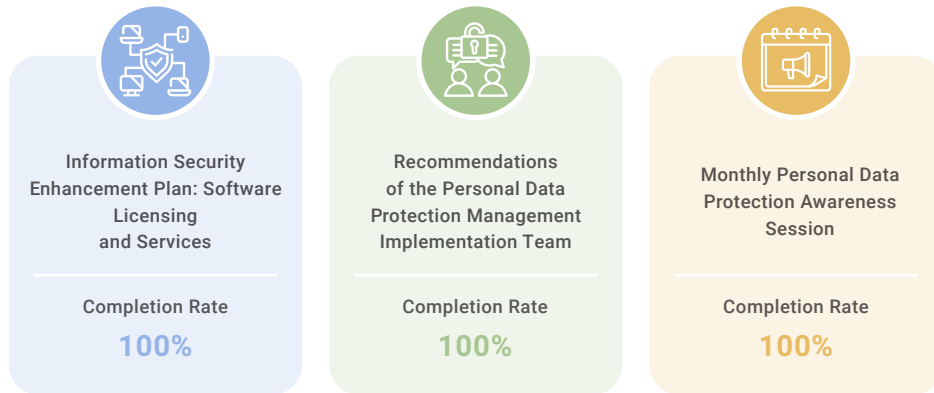 Information Security
Enhancement Plan: Software
Licensing
and Services
Completion Rate
100%
Recommendations
of the Personal Data
Protection Management
Implementation Team
Completion Rate
100%
Monthly Personal Data
Protection Awareness
Session
Completion Rate
100%